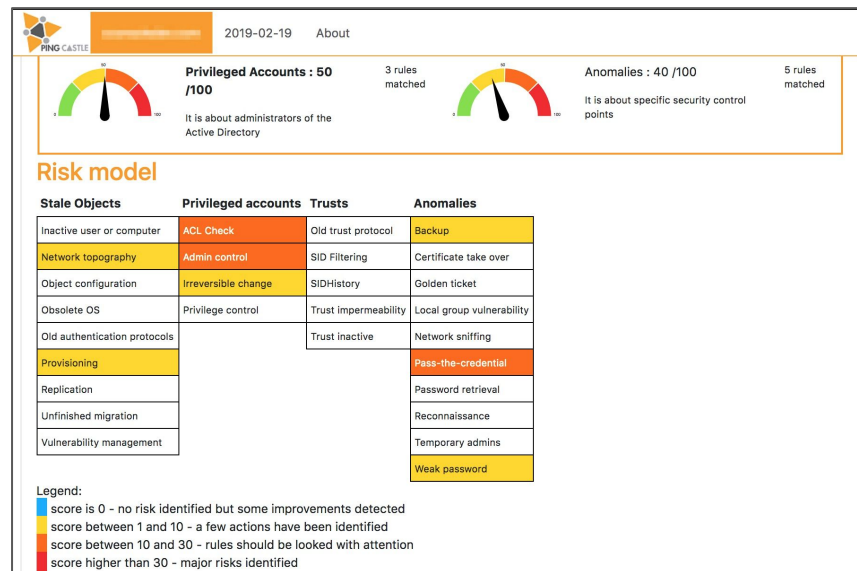 PING CASTLE
2019-02-19 About
50
0
100
Privileged Accounts : 50
/100
It is about administrators of the
Active Directory
3 rules
matched
50
0
100
Anomalies : 40 /100
It is about specific security control
points
5 rules
matched
Risk model
Stale Objects Privileged accounts Trusts Anomalies
Inactive user or computer ACL Check Old trust protocol Backup
Network topography Admin control SID Filtering Certificate take over
Object configuration Irreversible change SIDHistory Golden ticket
Obsolete OS Privilege control Trust impermeability Local group vulnerability
Old authentication protocols Trust inactive Network sniffing
Provisioning Pass-the-credential
Replication Password retrieval
Unfinished migration Reconnaissance
Vulnerability management Temporary admins
Weak password
Legend:
score is 0 - no risk identified but some improvements detected
score between 1 and 10 - a few actions have been identified
score between 10 and 30 - rules should be looked with attention
score higher than 30 - major risks identified